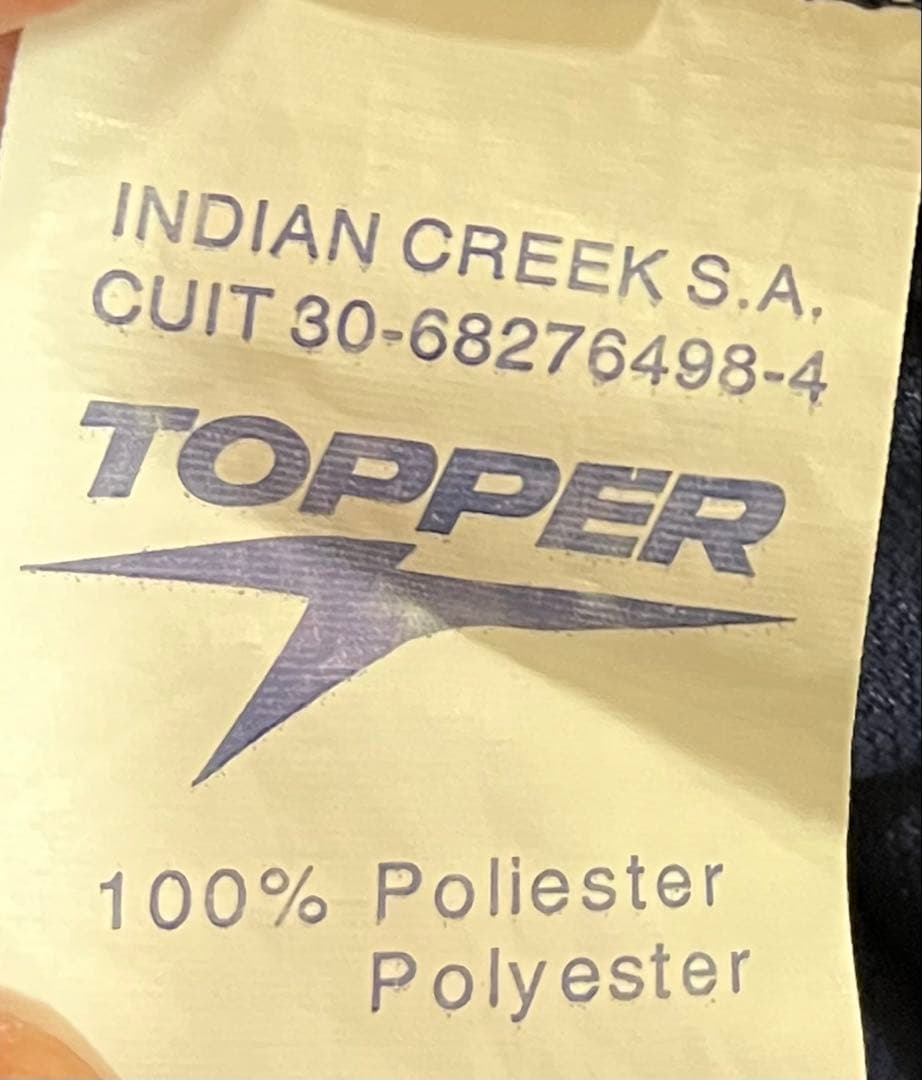 INDIAN CREEK S.A.
CUIT 30-68276498-4
TOPPER
100% Poliester
Polyester